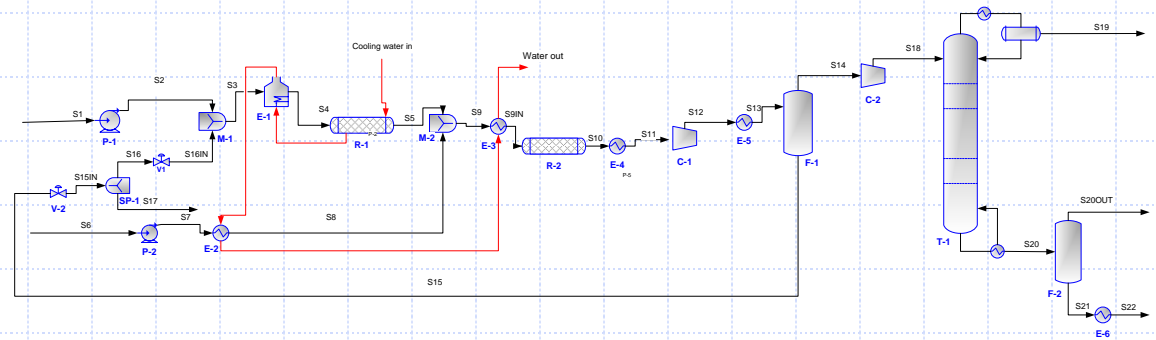 S19
S18
S14
C-2
Cooling water in
Water out
S1
S2
P-1
S3
M-1
E-1
S4
R-1
S5
M-2
S9
S9IN
E-3
R-2
S10
S11
E-4
P-5
S12
C-1
S13
E-5
F-1
S16
S16IN
V1
S15IN
V-2
SP-1
S17
S6
S7
P-2
E-2
S8
S15
T-1
S20
S20OUT
F-2
S21
S22
E-6